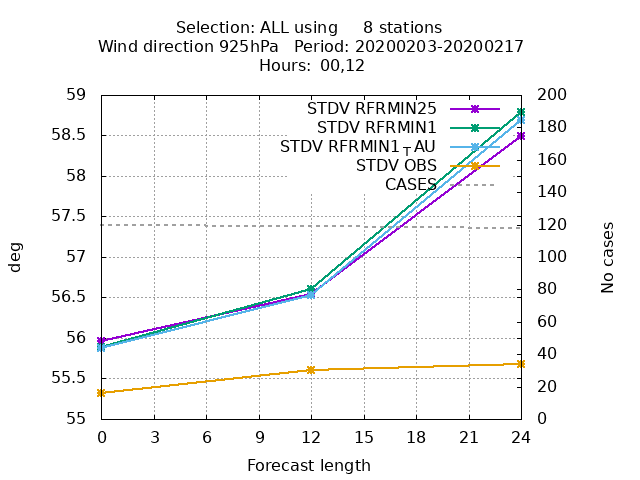 Selection: ALL using 8 stations
Wind direction 925hPa Period: 20200203-20200217
Hours: 00,12
59
58.5
58
57.5
57
56.5
56
55.5
55
deg
STDV RFRMIN25
STDV RFRMIN1
STDV RFRMIN1┬AU
STDV OBS
CASES
200
180
160
140
120
100
80
60
40
20
0
No cases
0 3 6 9 12 15 18 21 24
Forecast length